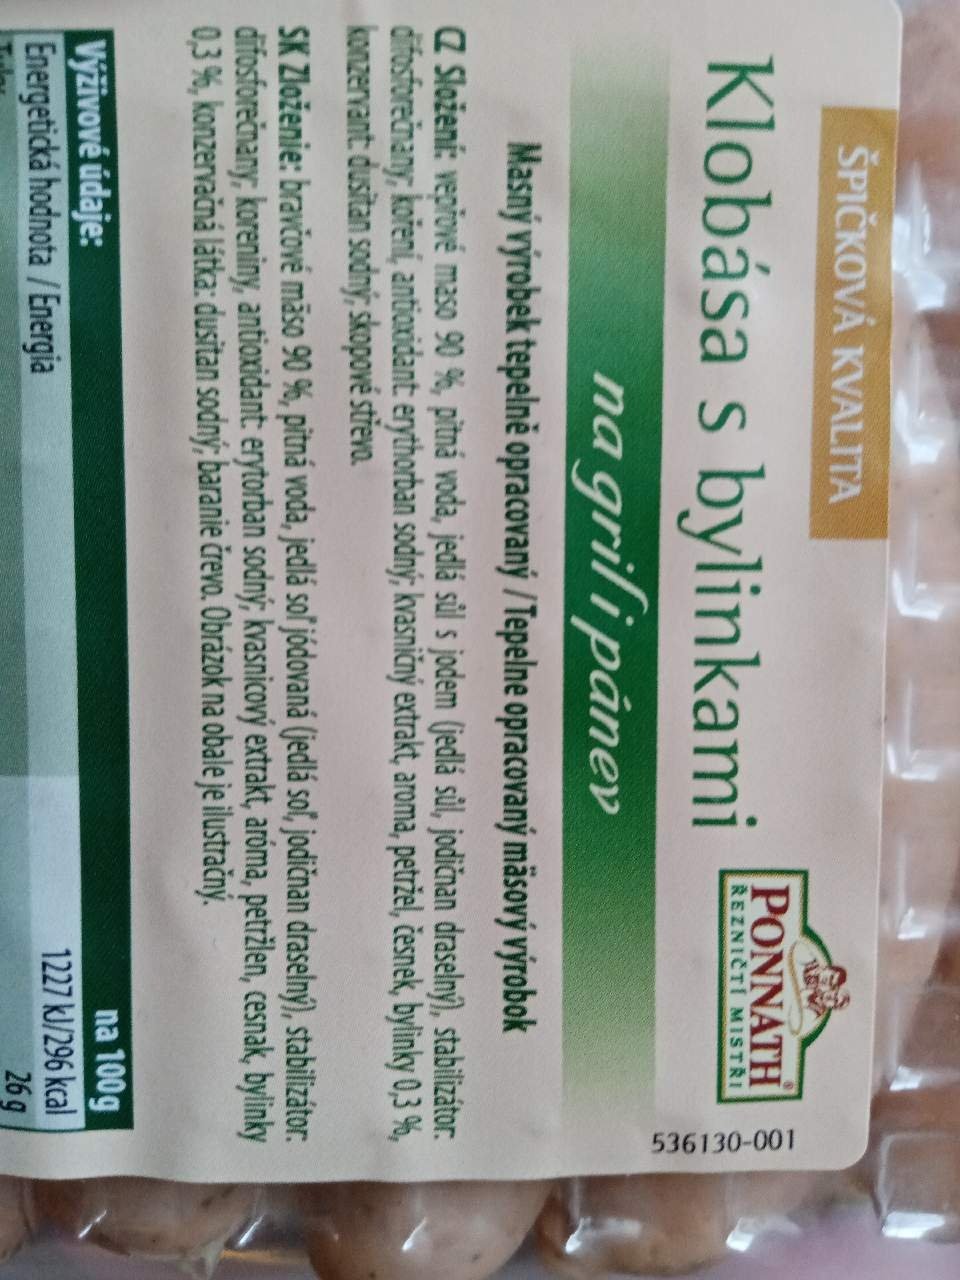 ŠPIČKOVÁ KVALITA
Klobása s bylinkami
PONNATH®
ŘEZNIČTÍ MISTŘI
536130-001
na gril i pánev
Masný výrobek tepelně opracovaný / Tepelne opracovaný mäsový výrobok
CZ Složení: vepřové maso 90 %, pitná voda, jedlá sůl s jodem (jedlá sůl, jodičnan draselný), stabilizátor:
difosforečnany; koření, antioxidant: erythorban sodný; kvasničný extrakt, aroma, petržel, česnek, bylinky 0,3 %,
konzervant: dusitan sodný; skopové střevo.
SK Zloženie: bravčové mäso 90 %, pitná voda, jedlá soľ jódovaná (jedlá soľ, jodičnan draselný), stabilizátor:
difosforečnany; koreniny, antioxidant: erytorban sodný; kvasnicový extrakt, aróma, petržlen, cesnak, bylinky
0,3 %, konzervačná látka: dusitan sodný; baranie črevo. Obrázok na obale je ilustračný.
Výživové údaje: na 100g
Energetická hodnota / Energia 1227 kJ/296 kcal
26 g